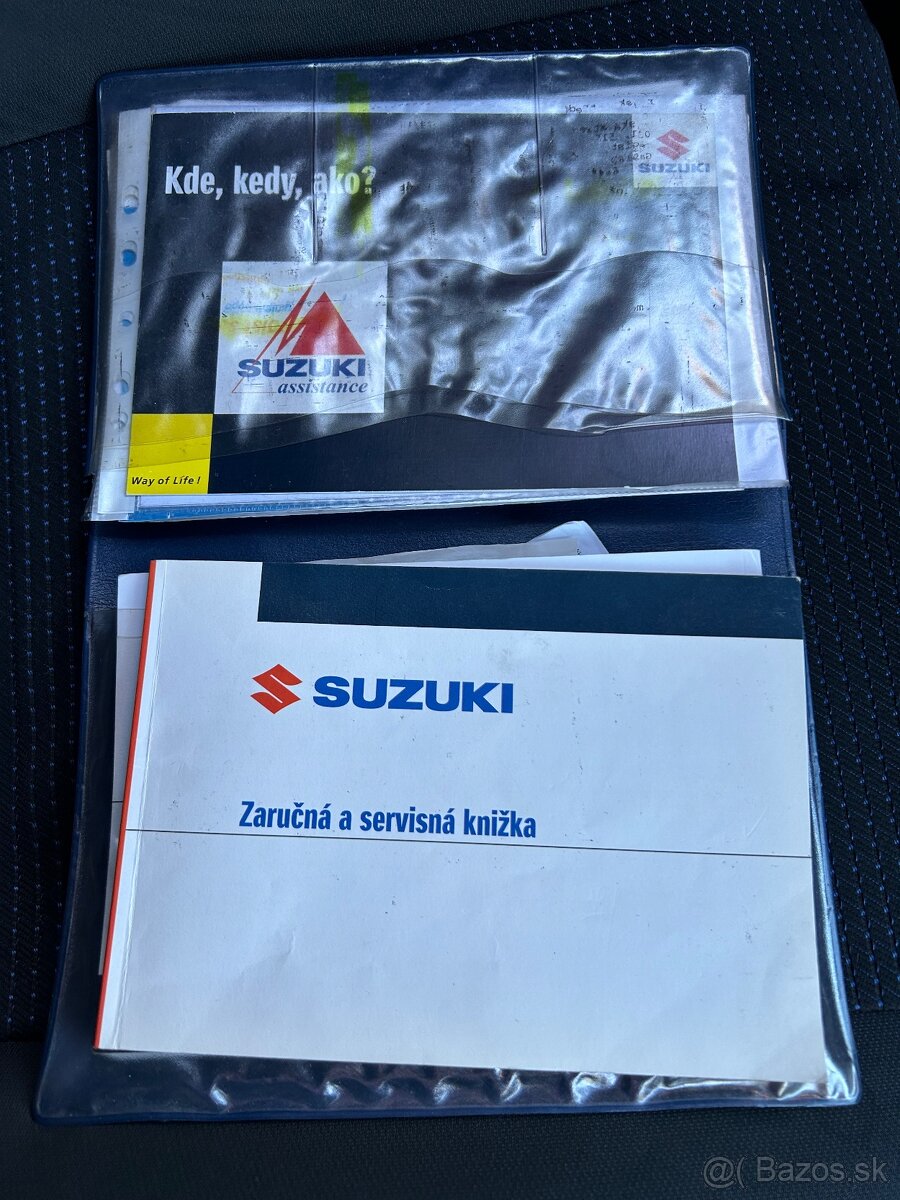 Kde, kedy, ako?
SUZUKI
SUZUKI
assistance
Way of Life!
SUZUKI
Zaručná a servisná knižka
@( Bazos.sk